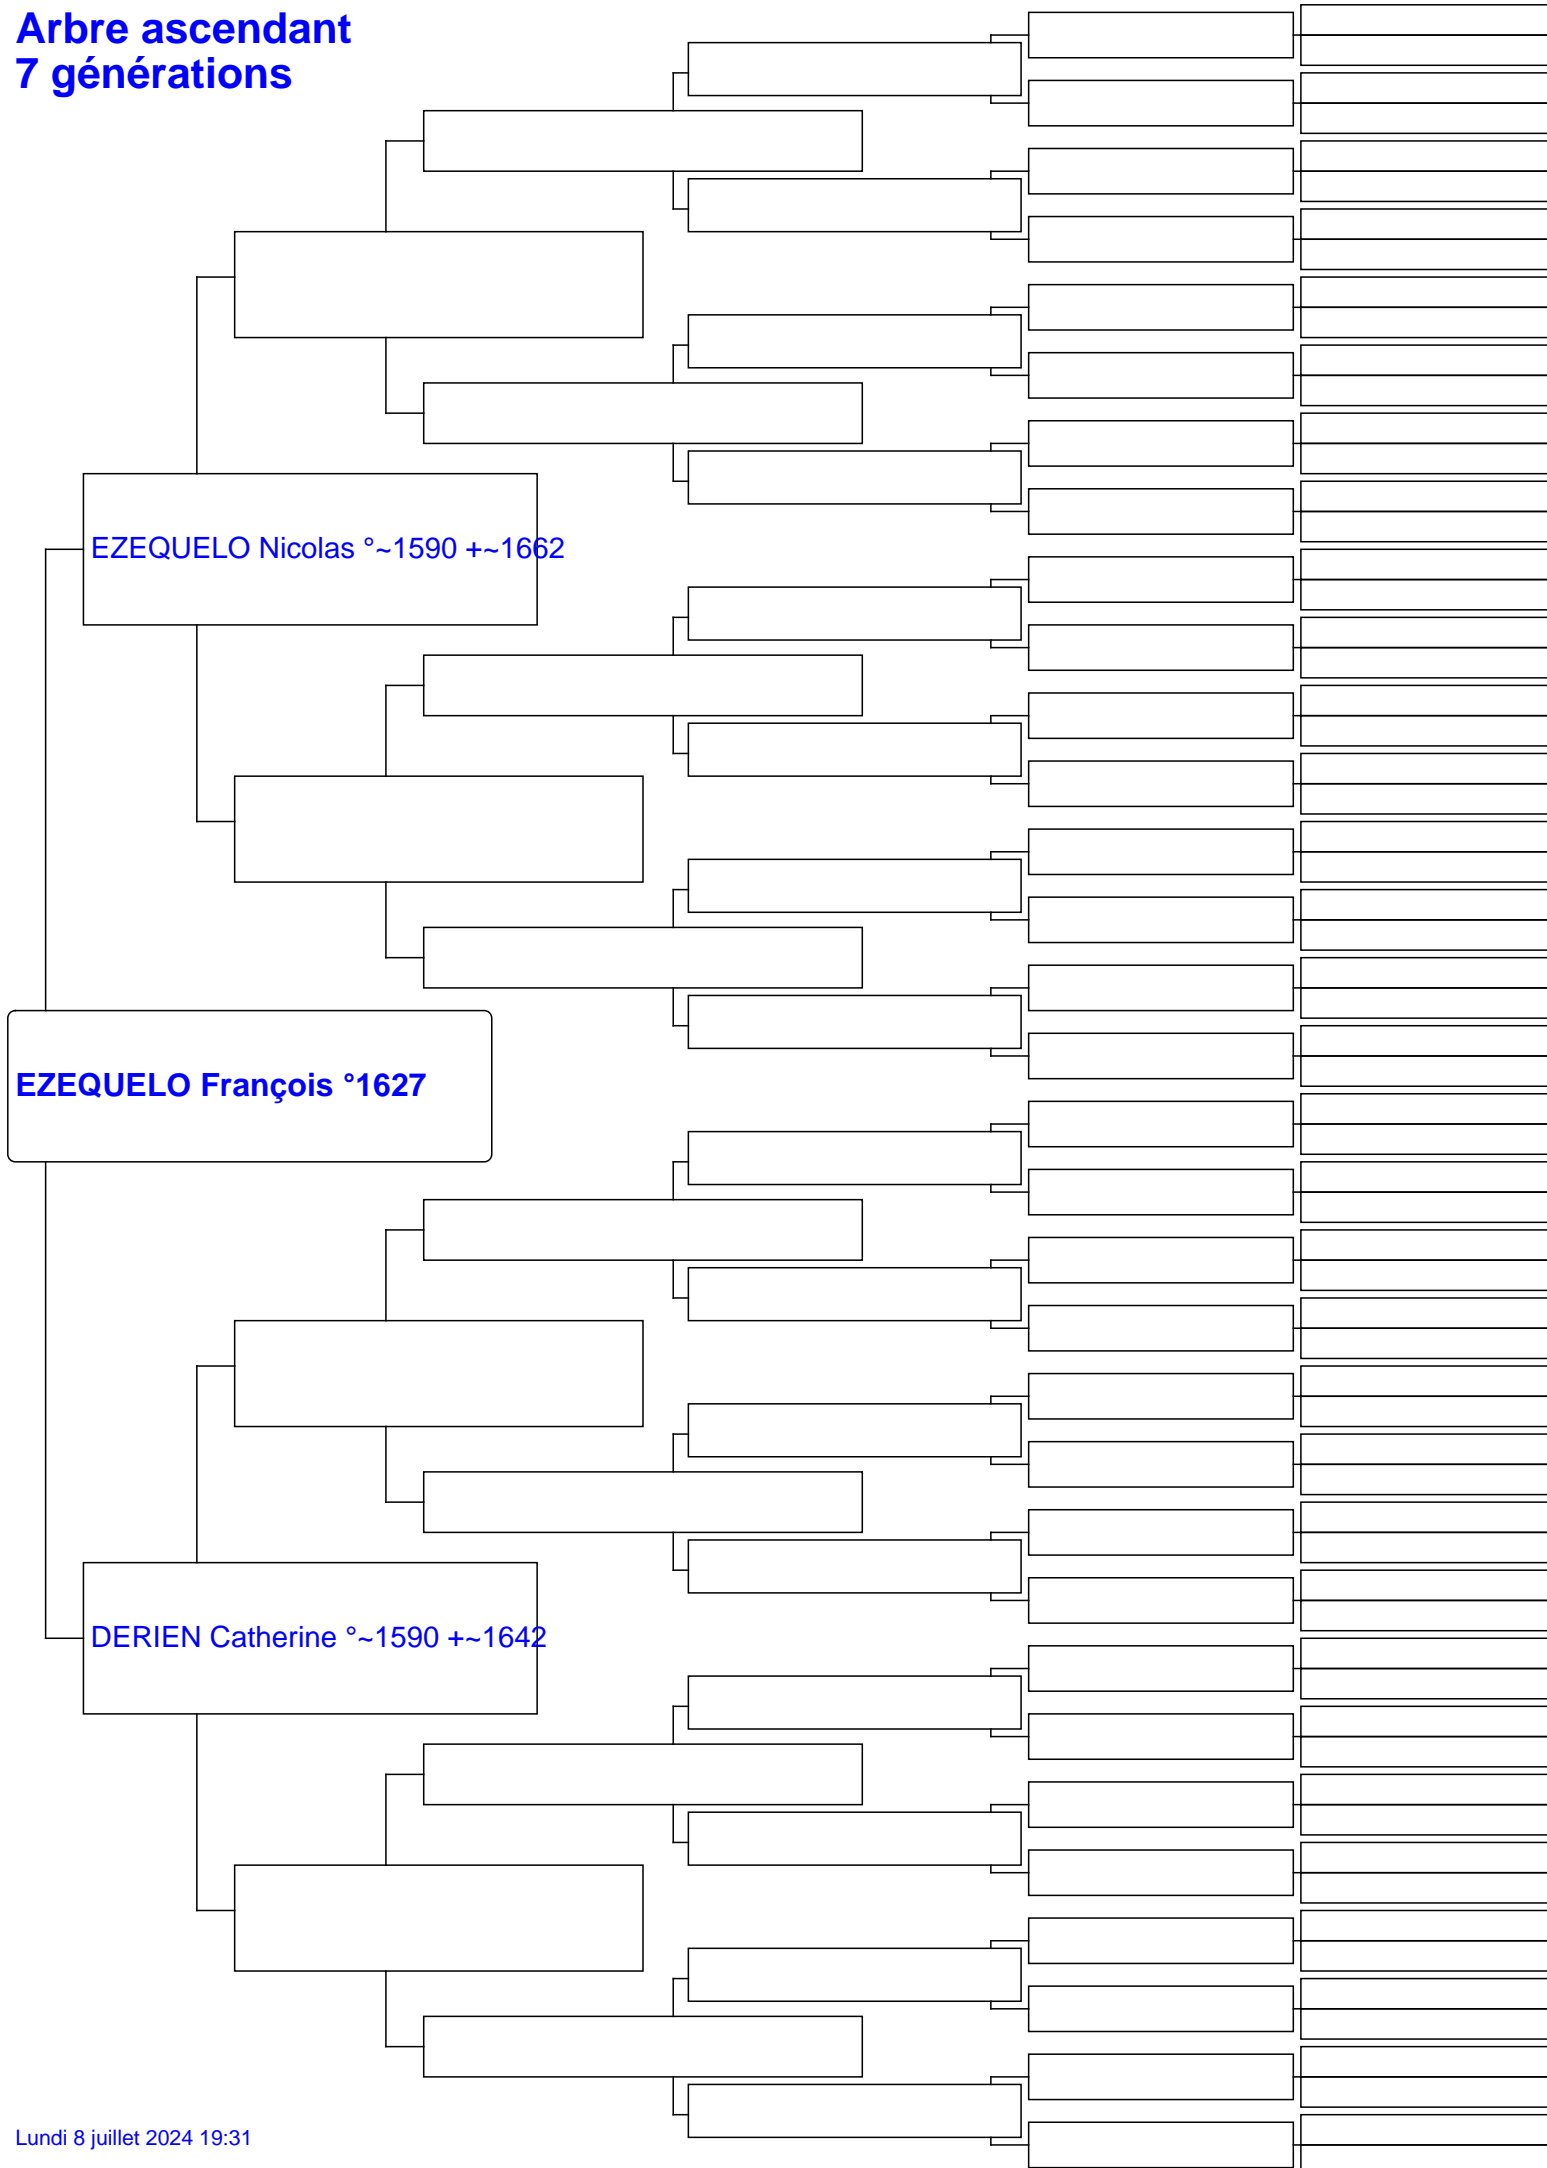 Arbre ascendant
7 générations
EZEQUELO Nicolas °~1590 +~1662
EZEQUELO François °1627
DERIEN Catherine °~1590 +~1642
Lundi 8 juillet 2024 19:31